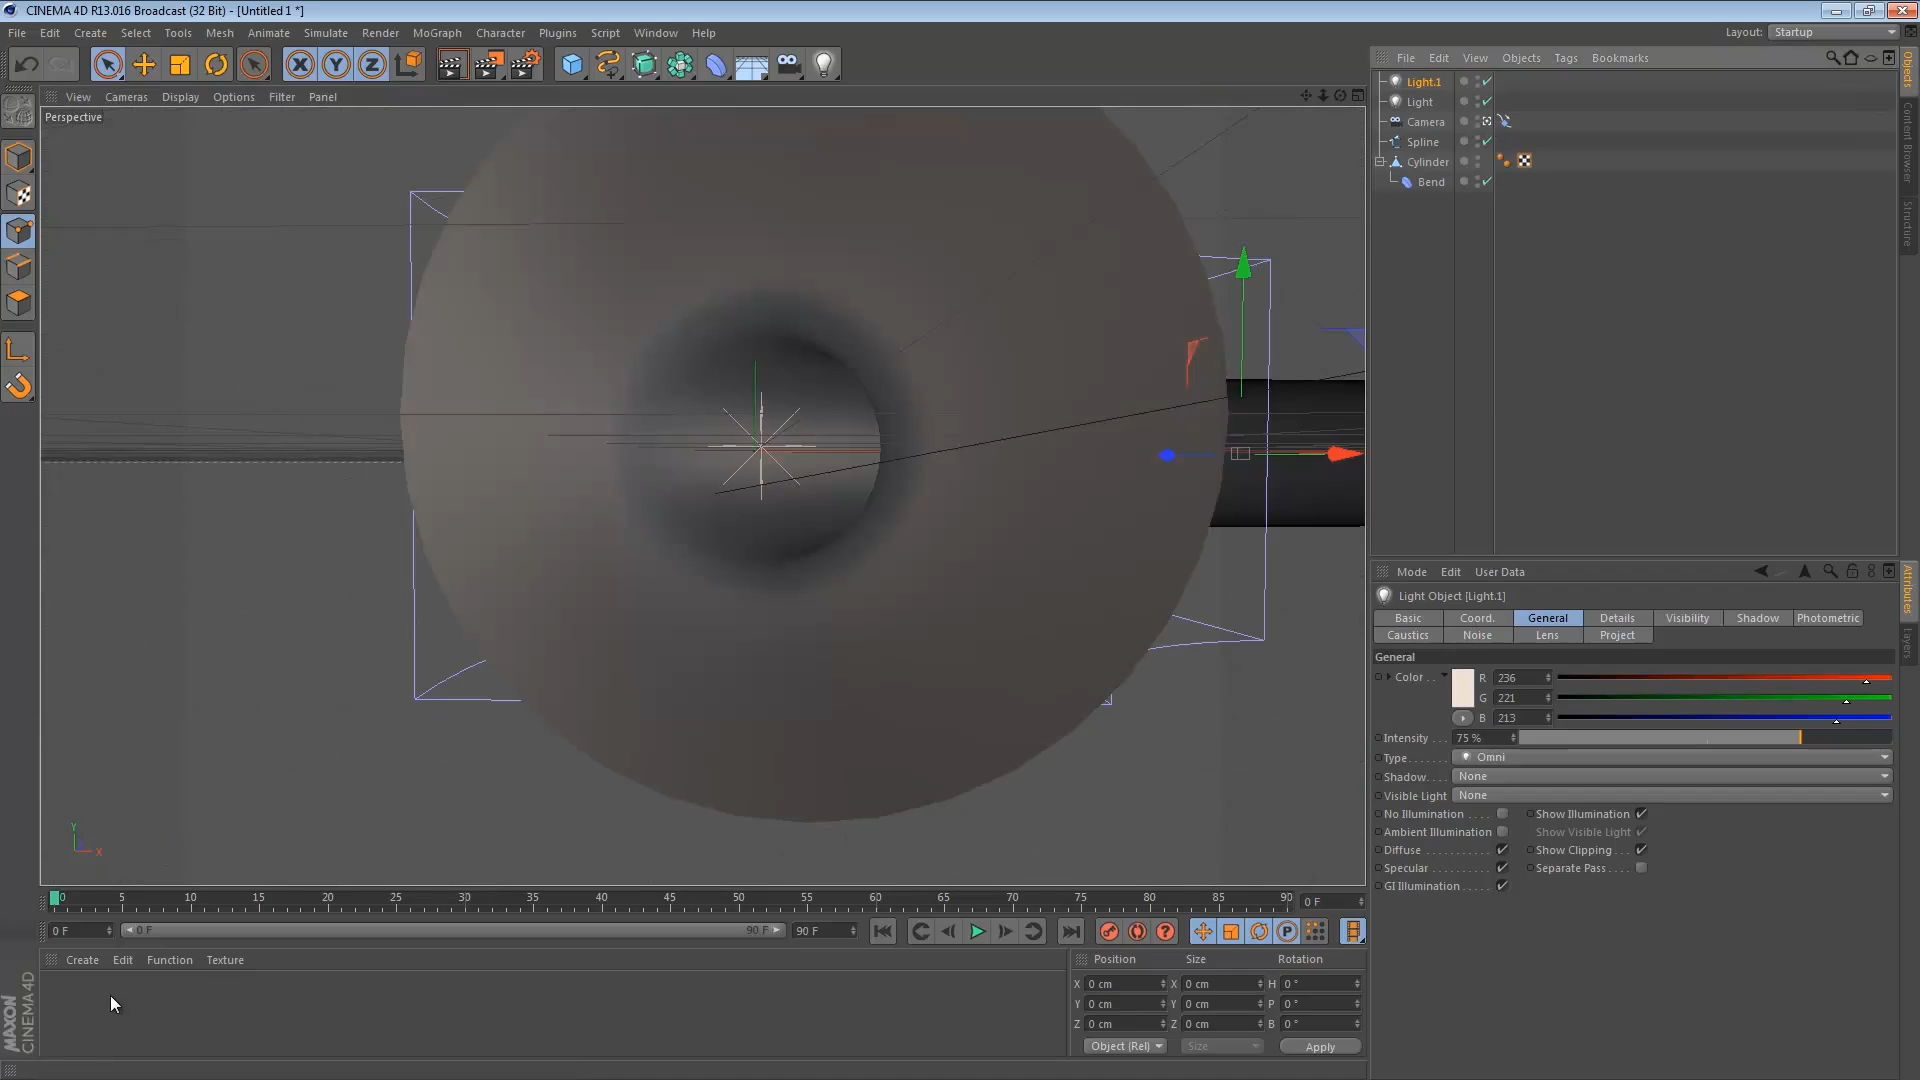 CINEMA 4D R13.016 Broadcast (32 Bit) - [Untitled 1 *]
File Edit Create Select Tools Mesh Animate Simulate Render MoGraph Character Plugins Script Window Help
Layout: Startup
View Cameras Display Options Filter Panel
Perspective
Y
X
File Edit View Objects Tags Bookmarks
Light.1
Light
Camera
Spline
Cylinder
Bend
Objects
Content Browser
Structure
Mode Edit User Data
Light Object [Light.1]
Basic Coord. General Details Visibility Shadow Photometric
Caustics Noise Lens Project
General
Color . . R 236
G 221
B 213
Intensity . . . 75 %
Type. . . . . . . Omni
Shadow. . . . None
Visible Light None
No Illumination . . . . Show Illumination
Ambient Illumination Show Visible Light
Diffuse . . . . . . . . . . . Show Clipping . . .
Specular . . . . . . . . . . Separate Pass . . . .
GI Illumination . . . . .
Attributes
Layers
0 5 10 15 20 25 30 35 40 45 50 55 60 65 70 75 80 85 90 0 F
0 F 0 F 90 F 90 F
Create Edit Function Texture
Position Size Rotation
X 0 cm X 0 cm H 0 °
Y 0 cm Y 0 cm P 0 °
Z 0 cm Z 0 cm B 0 °
Object (Rel) Size Apply
MAXON
CINEMA 4D